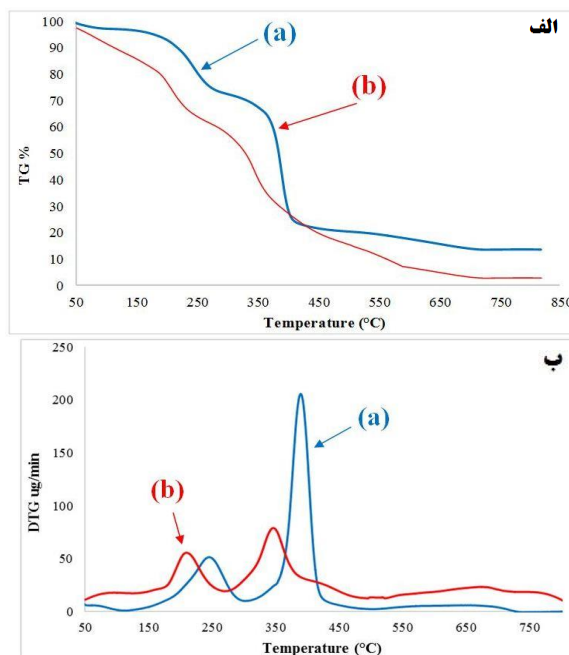 الف
100
90
80
70
60
50
40
30
20
10
0
TG %
(a)
(b)
50 150 250 350 450 550 650 750 850
Temperature (°C)
ب
250
200
150
100
50
0
DTG ug/min
(a)
(b)
50 150 250 350 450 550 650 750
Temperature (°C)